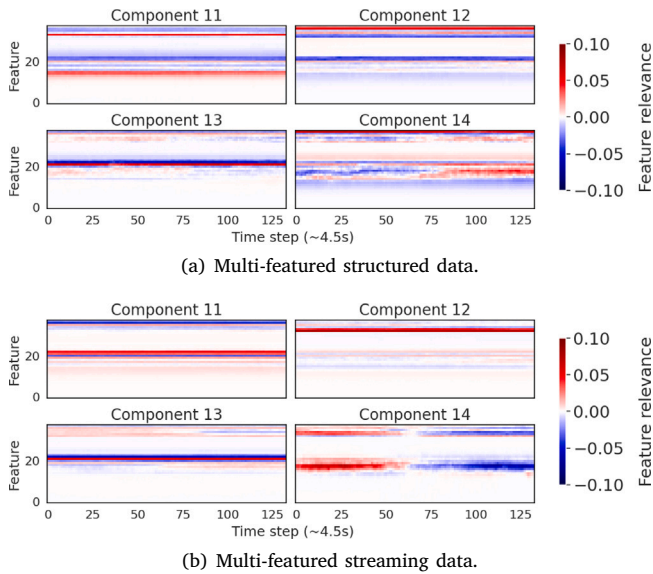 Component 11
Component 12
Feature
20
0
Component 13
Component 14
Feature
20
0
0 25 50 75 100 125
0 25 50 75 100 125
Time step (~4.5s)
0.10
0.05
0.00
−0.05
−0.10
Feature relevance
(a) Multi-featured structured data.
Component 11
Component 12
Feature
20
0
Component 13
Component 14
Feature
20
0
0 25 50 75 100 125
0 25 50 75 100 125
Time step (~4.5s)
0.10
0.05
0.00
−0.05
−0.10
Feature relevance
(b) Multi-featured streaming data.